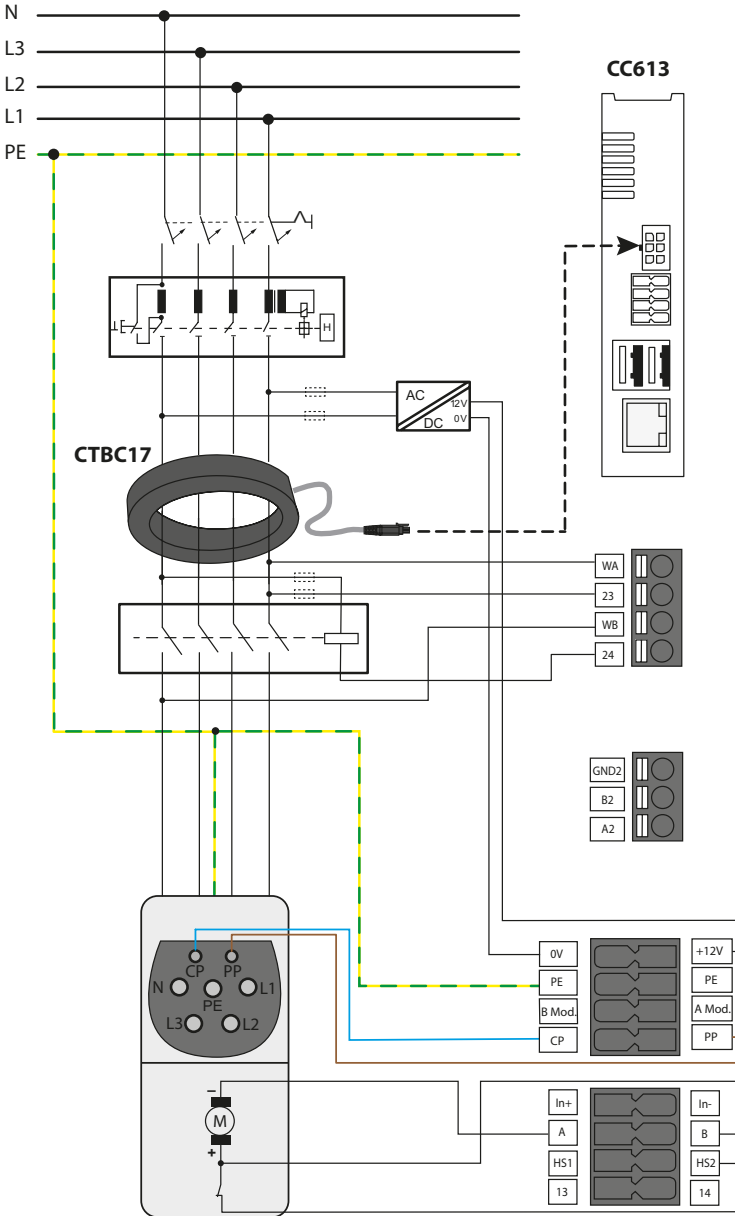 N
L3
L2
L1
PE
CC613
H
AC
DC
12V
0V
CTBC17
WA
23
WB
24
GND2
B2
A2
CP PP
N L1
PE
L3 L2
0V +12V
PE PE
B Mod. A Mod.
CP PP
−
M
+
In+ In-
A B
HS1 HS2
13 14